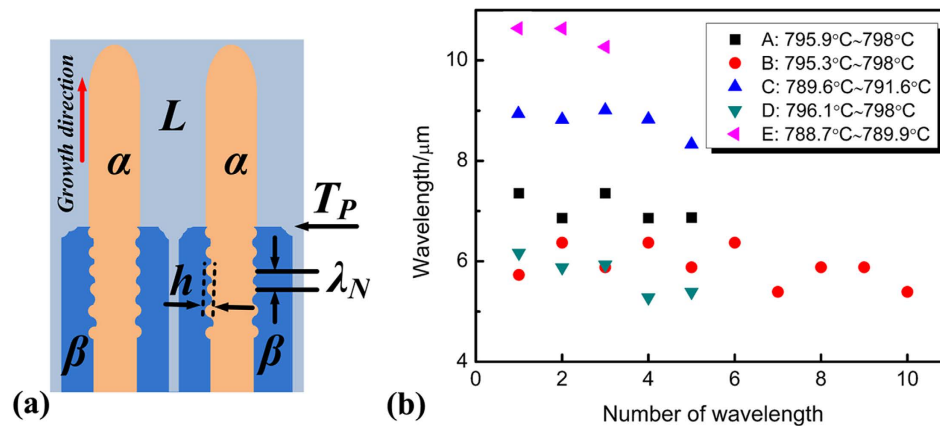 Growth direction
α
L
α
T_P
h
λ_N
β
β
(a)
10
8
6
4
Wavelength/μm
A: 795.9°C~798°C
B: 795.3°C~798°C
C: 789.6°C~791.6°C
D: 796.1°C~798°C
E: 788.7°C~789.9°C
0 2 4 6 8 10
Number of wavelength
(b)